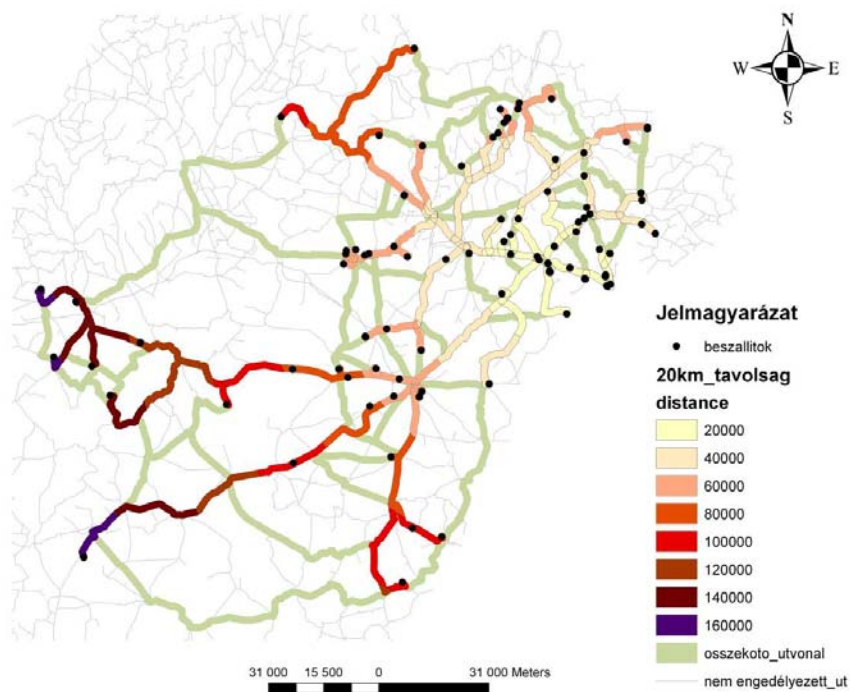 N
W E
S
Jelmagyarázat
beszallitok
20km_tavolsag
distance
20000
40000
60000
80000
100000
120000
140000
160000
osszekoto_utvonal
nem engedélyezett_ut
31 000 15 500 0 31 000 Meters